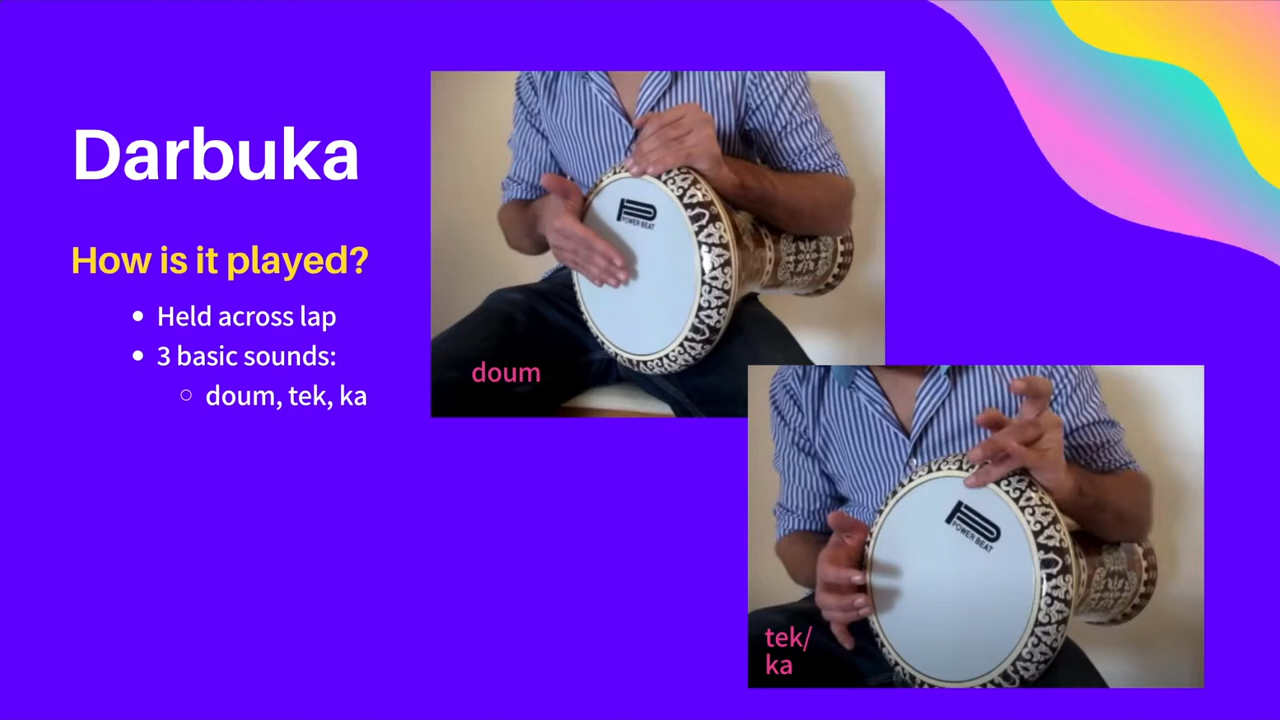 Darbuka
How is it played?
Held across lap
3 basic sounds:
doum, tek, ka
POWER BEAT
doum
POWER BEAT
tek/
ka